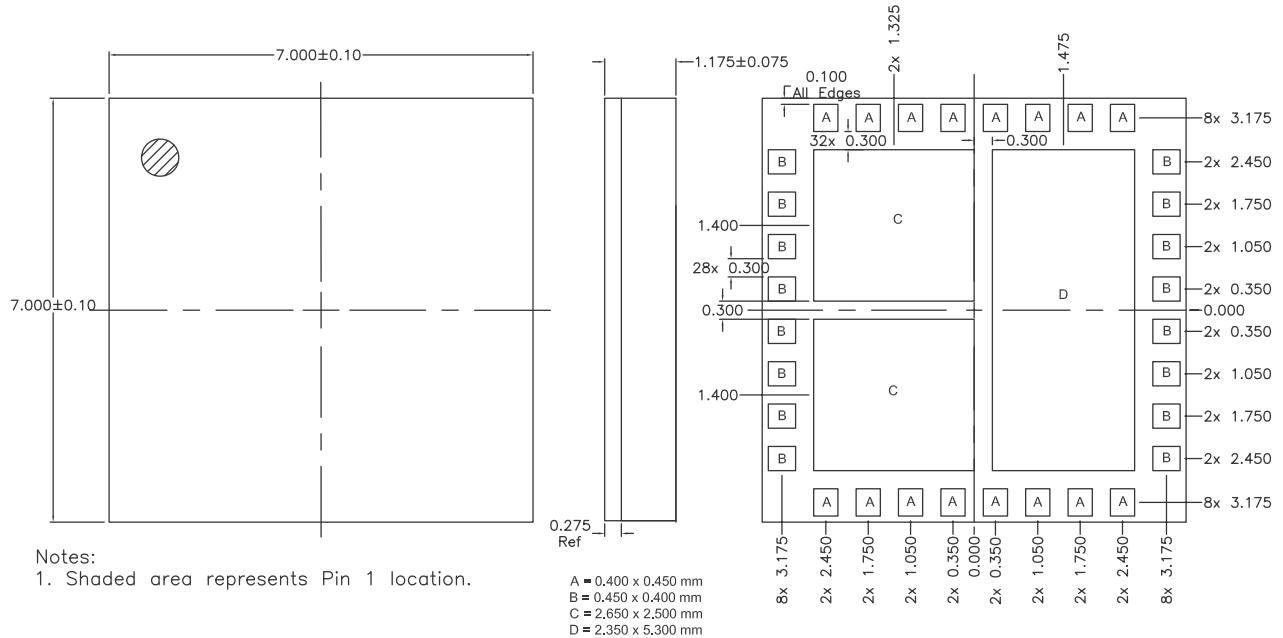 7.000±0.10
7.000±0.10
1.175±0.075
0.275
Ref
2x 1.325
1.475
0.100
All Edges
A A A A A A A A
8x 3.175
32x 0.300
0.300
B B
2x 2.450
B B
2x 1.750
1.400
C
B B
2x 1.050
28x 0.300
B B
2x 0.350
D
0.300
0.000
B B
2x 0.350
B B
2x 1.050
1.400
C
B B
2x 1.750
B B
2x 2.450
A A A A A A A A
8x 3.175
8x 3.175
2x 2.450
2x 1.750
2x 1.050
2x 0.350
0.000
2x 0.350
2x 1.050
2x 1.750
2x 2.450
8x 3.175
Notes:
1. Shaded area represents Pin 1 location.
A = 0.400 x 0.450 mm
B = 0.450 x 0.400 mm
C = 2.650 x 2.500 mm
D = 2.350 x 5.300 mm